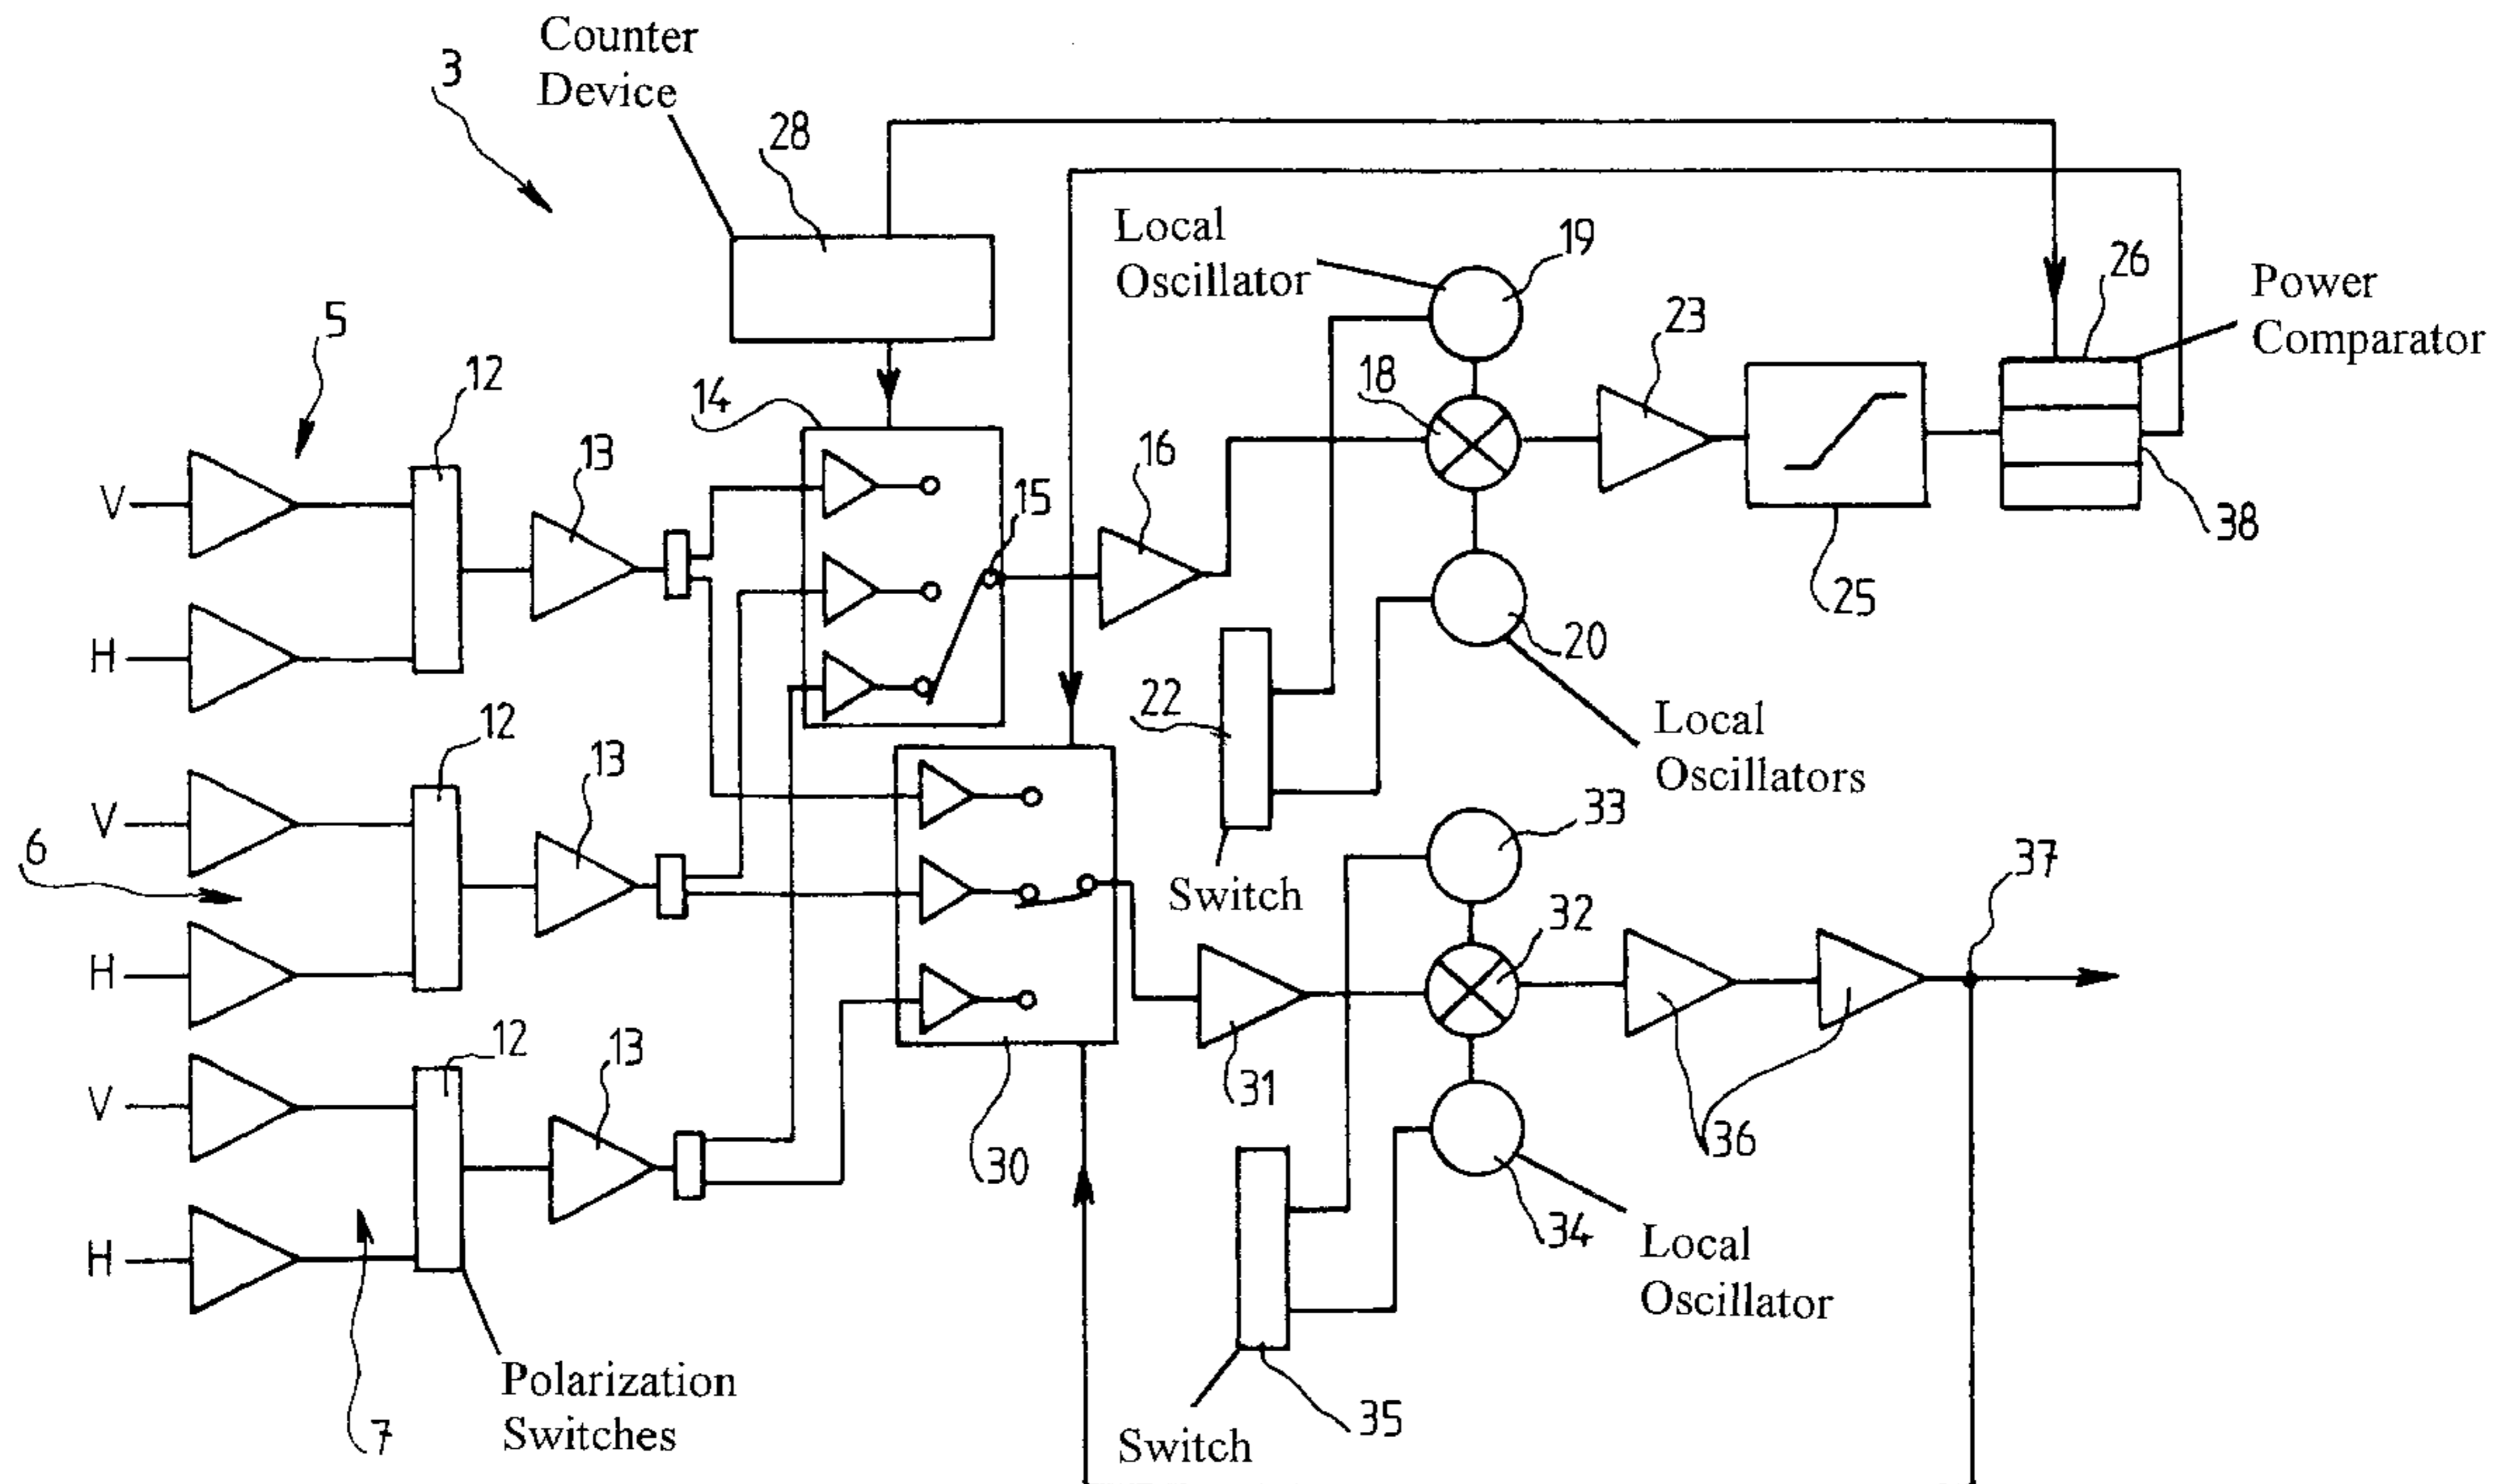 Counter
Device
3
28
Local
Oscillator
19
26
Power
Comparator
5
12
14
13
23
18
16
15
38
25
V
H
20
22
Local
Oscillators
12
13
33
Switch
37
V
6
32
H
12
13
31
36
V
30
34
Local
Oscillator
H
Polarization
Switches
7
35
Switch